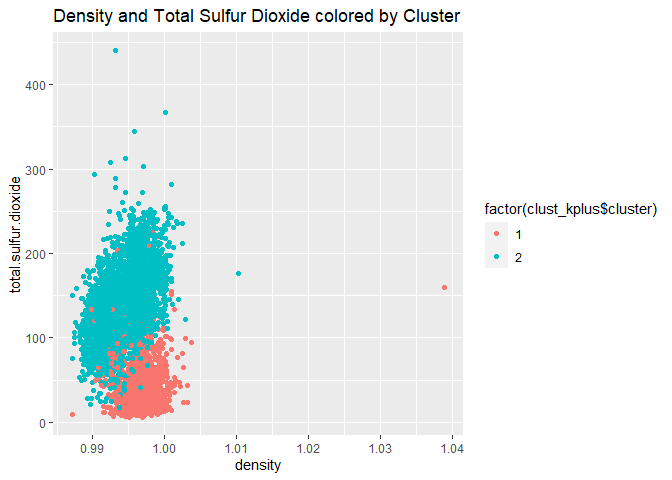 Density and Total Sulfur Dioxide colored by Cluster
400
300
200
100
0
total.sulfur.dioxide
0.99 1.00 1.01 1.02 1.03 1.04
density
factor(clust_kplus$cluster)
1
2